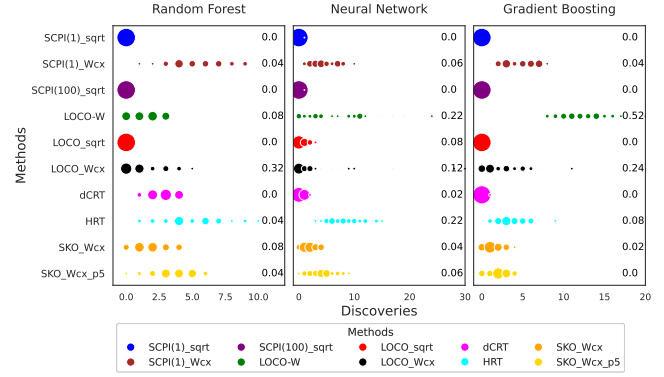 Random Forest Neural Network Gradient Boosting
Methods
SCPI(1)_sqrt 0.0 0.0 0.0
SCPI(1)_Wcx 0.04 0.06 0.04
SCPI(100)_sqrt 0.0 0.0 0.0
LOCO-W 0.08 0.22 0.52
LOCO_sqrt 0.0 0.08 0.0
LOCO_Wcx 0.32 0.12 0.24
dCRT 0.0 0.02 0.0
HRT 0.04 0.22 0.08
SKO_Wcx 0.08 0.04 0.02
SKO_Wcx_p5 0.04 0.06 0.0
0.0 2.5 5.0 7.5 10.0 0 10 20 30 0 10 20
Discoveries
Methods
SCPI(1)_sqrt SCPI(100)_sqrt LOCO_sqrt dCRT SKO_Wcx
SCPI(1)_Wcx LOCO-W LOCO_Wcx HRT SKO_Wcx_p5